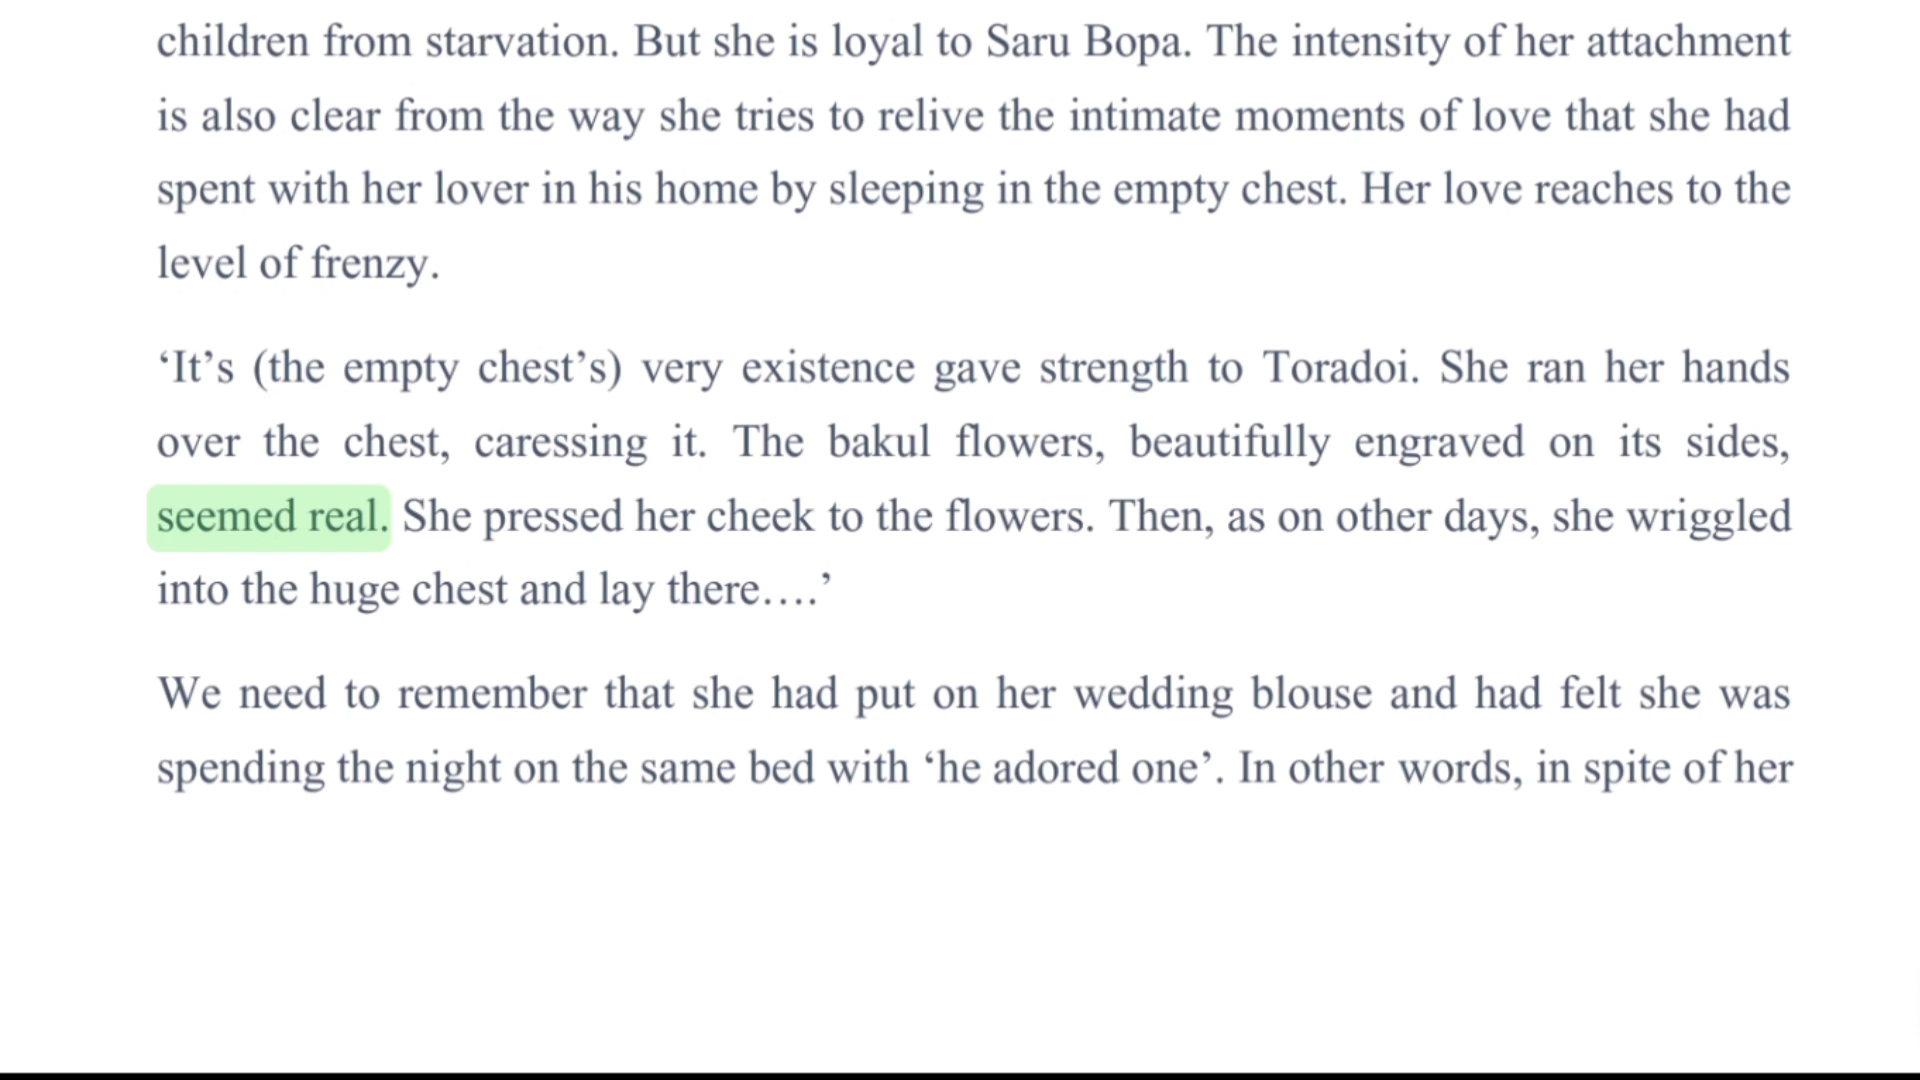 children from starvation. But she is loyal to Saru Bopa. The intensity of her attachment
is also clear from the way she tries to relive the intimate moments of love that she had
spent with her lover in his home by sleeping in the empty chest. Her love reaches to the
level of frenzy.
‘It’s (the empty chest’s) very existence gave strength to Toradoi. She ran her hands
over the chest, caressing it. The bakul flowers, beautifully engraved on its sides,
seemed real. She pressed her cheek to the flowers. Then, as on other days, she wriggled
into the huge chest and lay there….’
We need to remember that she had put on her wedding blouse and had felt she was
spending the night on the same bed with ‘he adored one’. In other words, in spite of her